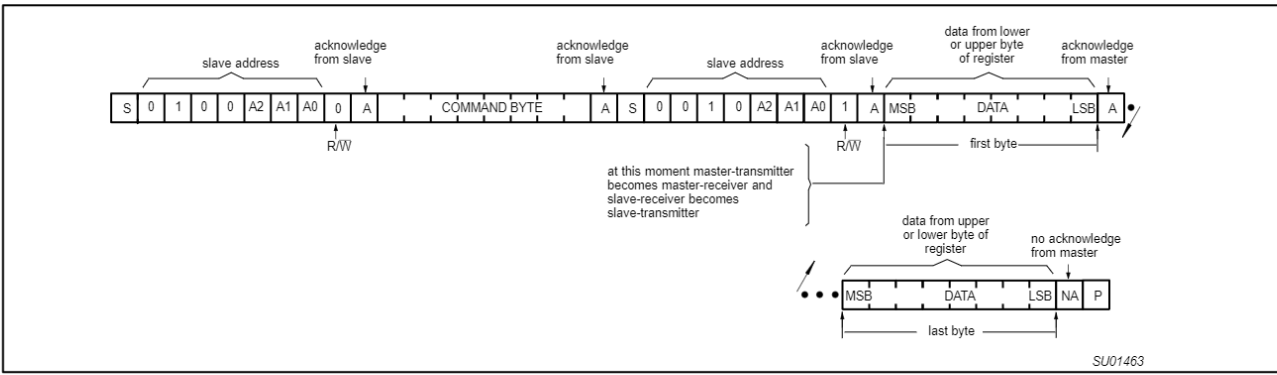 acknowledge
from slave
slave address
acknowledge
from slave
slave address
acknowledge
from slave
data from lower
or upper byte
of register
acknowledge
from master
S 0 1 0 0 A2 A1 A0 0 A COMMAND BYTE A S 0 0 1 0 A2 A1 A0 1 A MSB DATA LSB A
R/W
R/W
first byte
at this moment master-transmitter
becomes master-receiver and
slave-receiver becomes
slave-transmitter
data from upper
or lower byte of
register
no acknowledge
from master
MSB DATA LSB NA P
last byte
SU01463